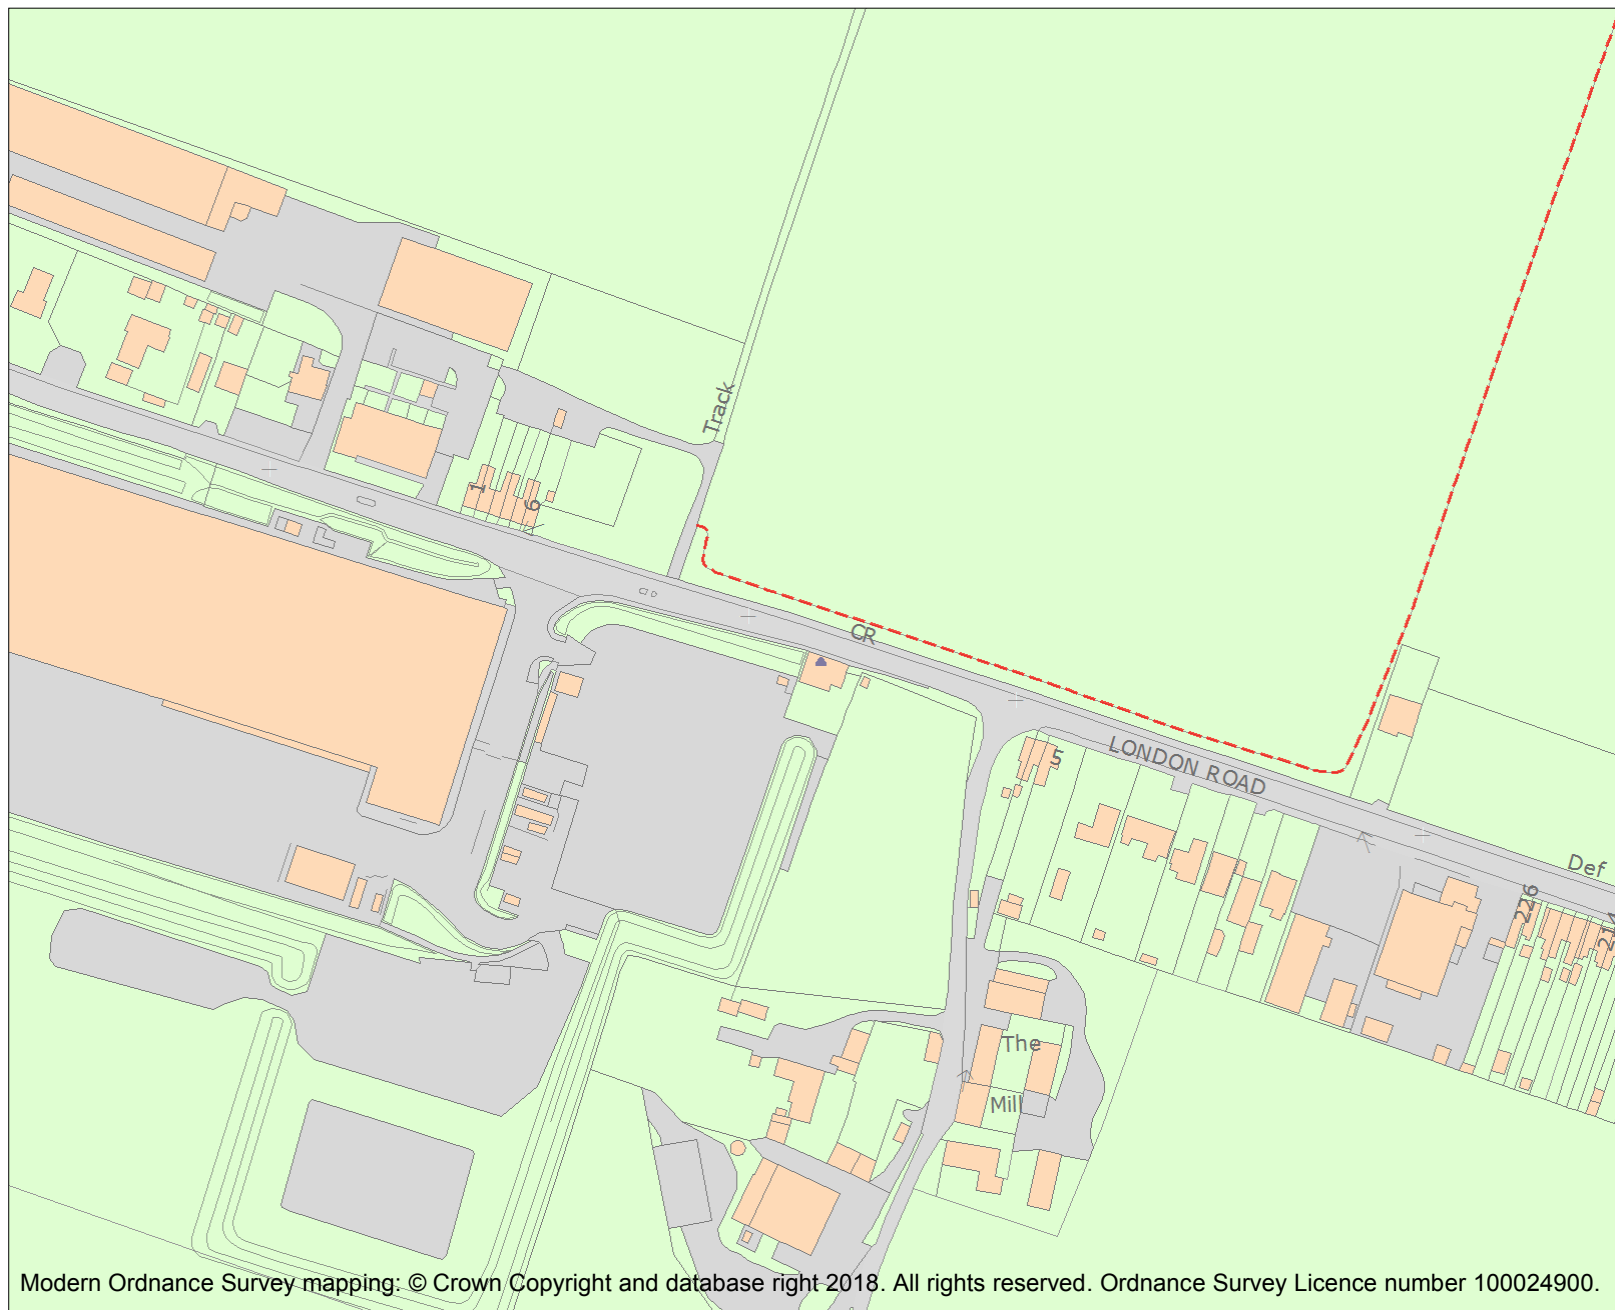 Track
1
6
CR
5
LONDON ROAD
Def
226
The
Mill
Modern Ordnance Survey mapping: © Crown Copyright and database right 2018. All rights reserved. Ordnance Survey Licence number 100024900.